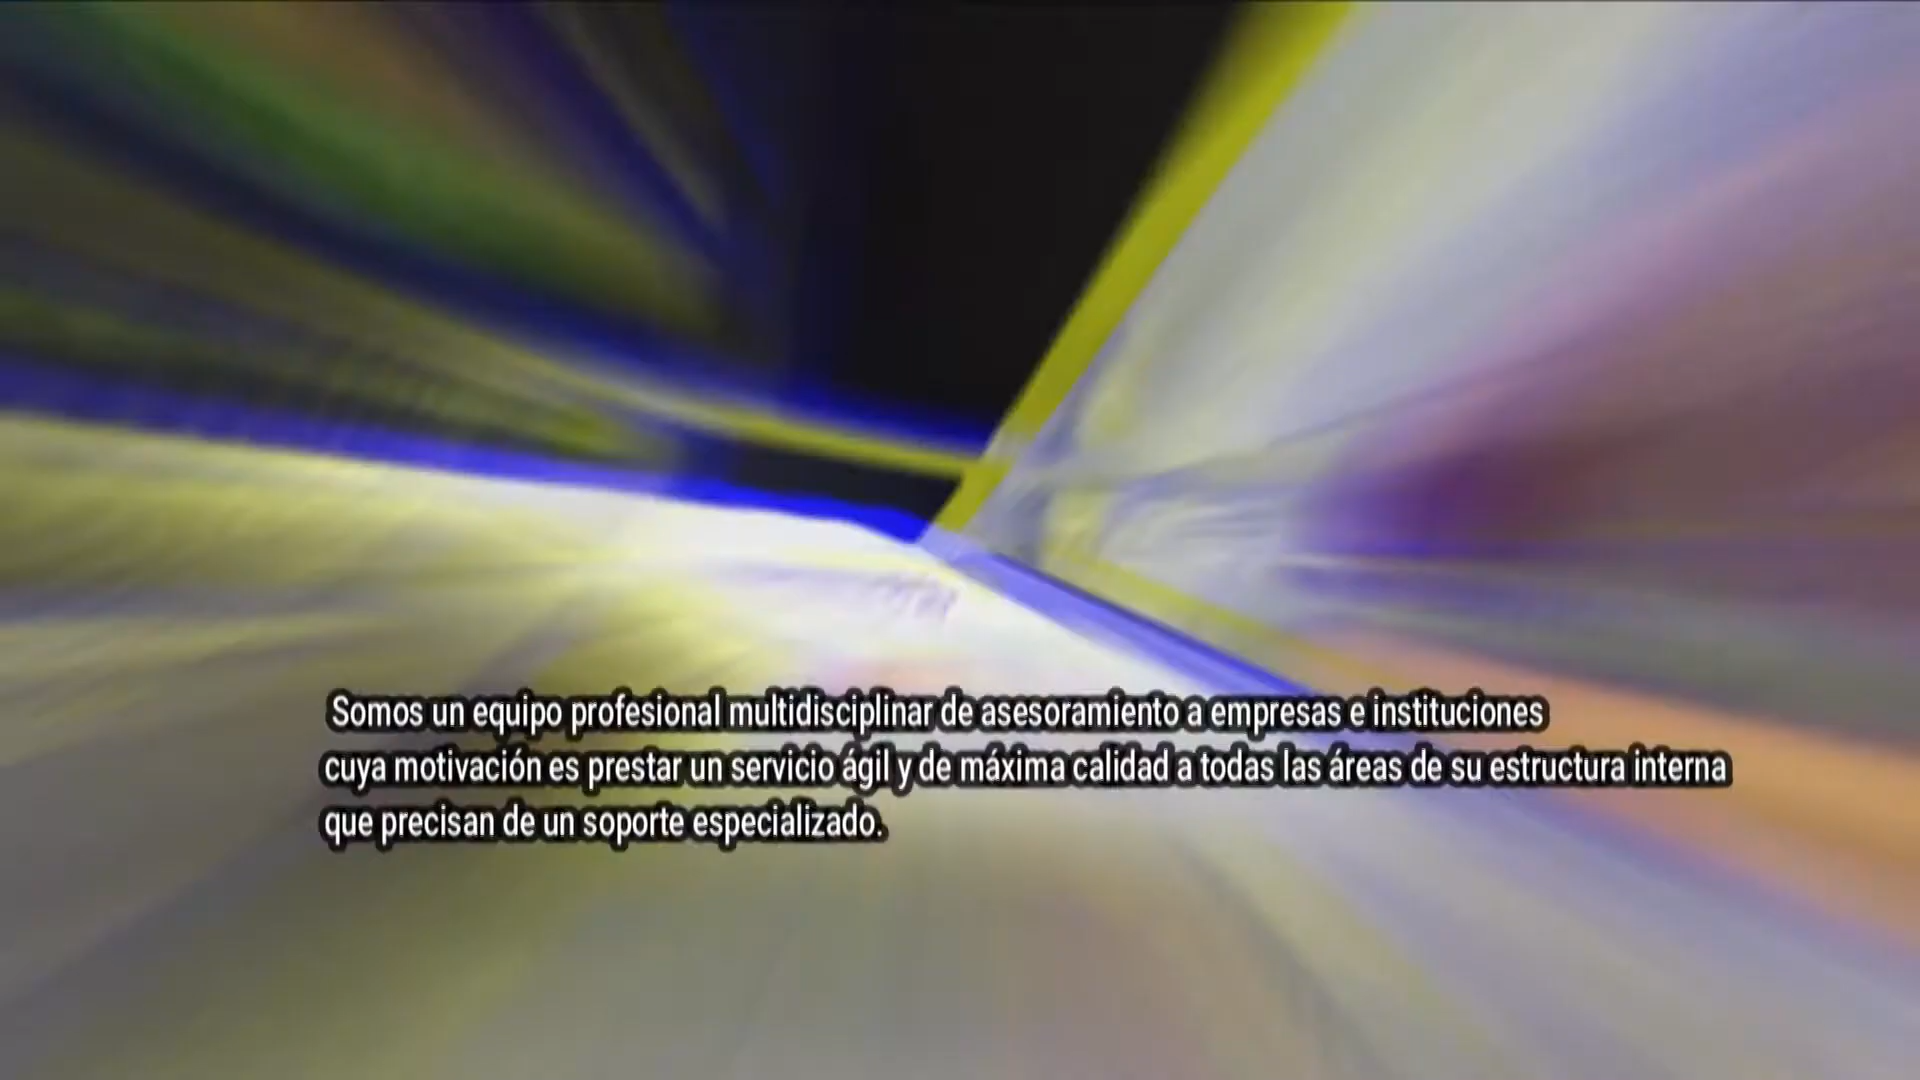 Somos un equipo profesional multidisciplinar de asesoramiento a empresas e instituciones
cuya motivación es prestar un servicio ágil y de máxima calidad a todas las áreas de su estructura interna
que precisan de un soporte especializado.